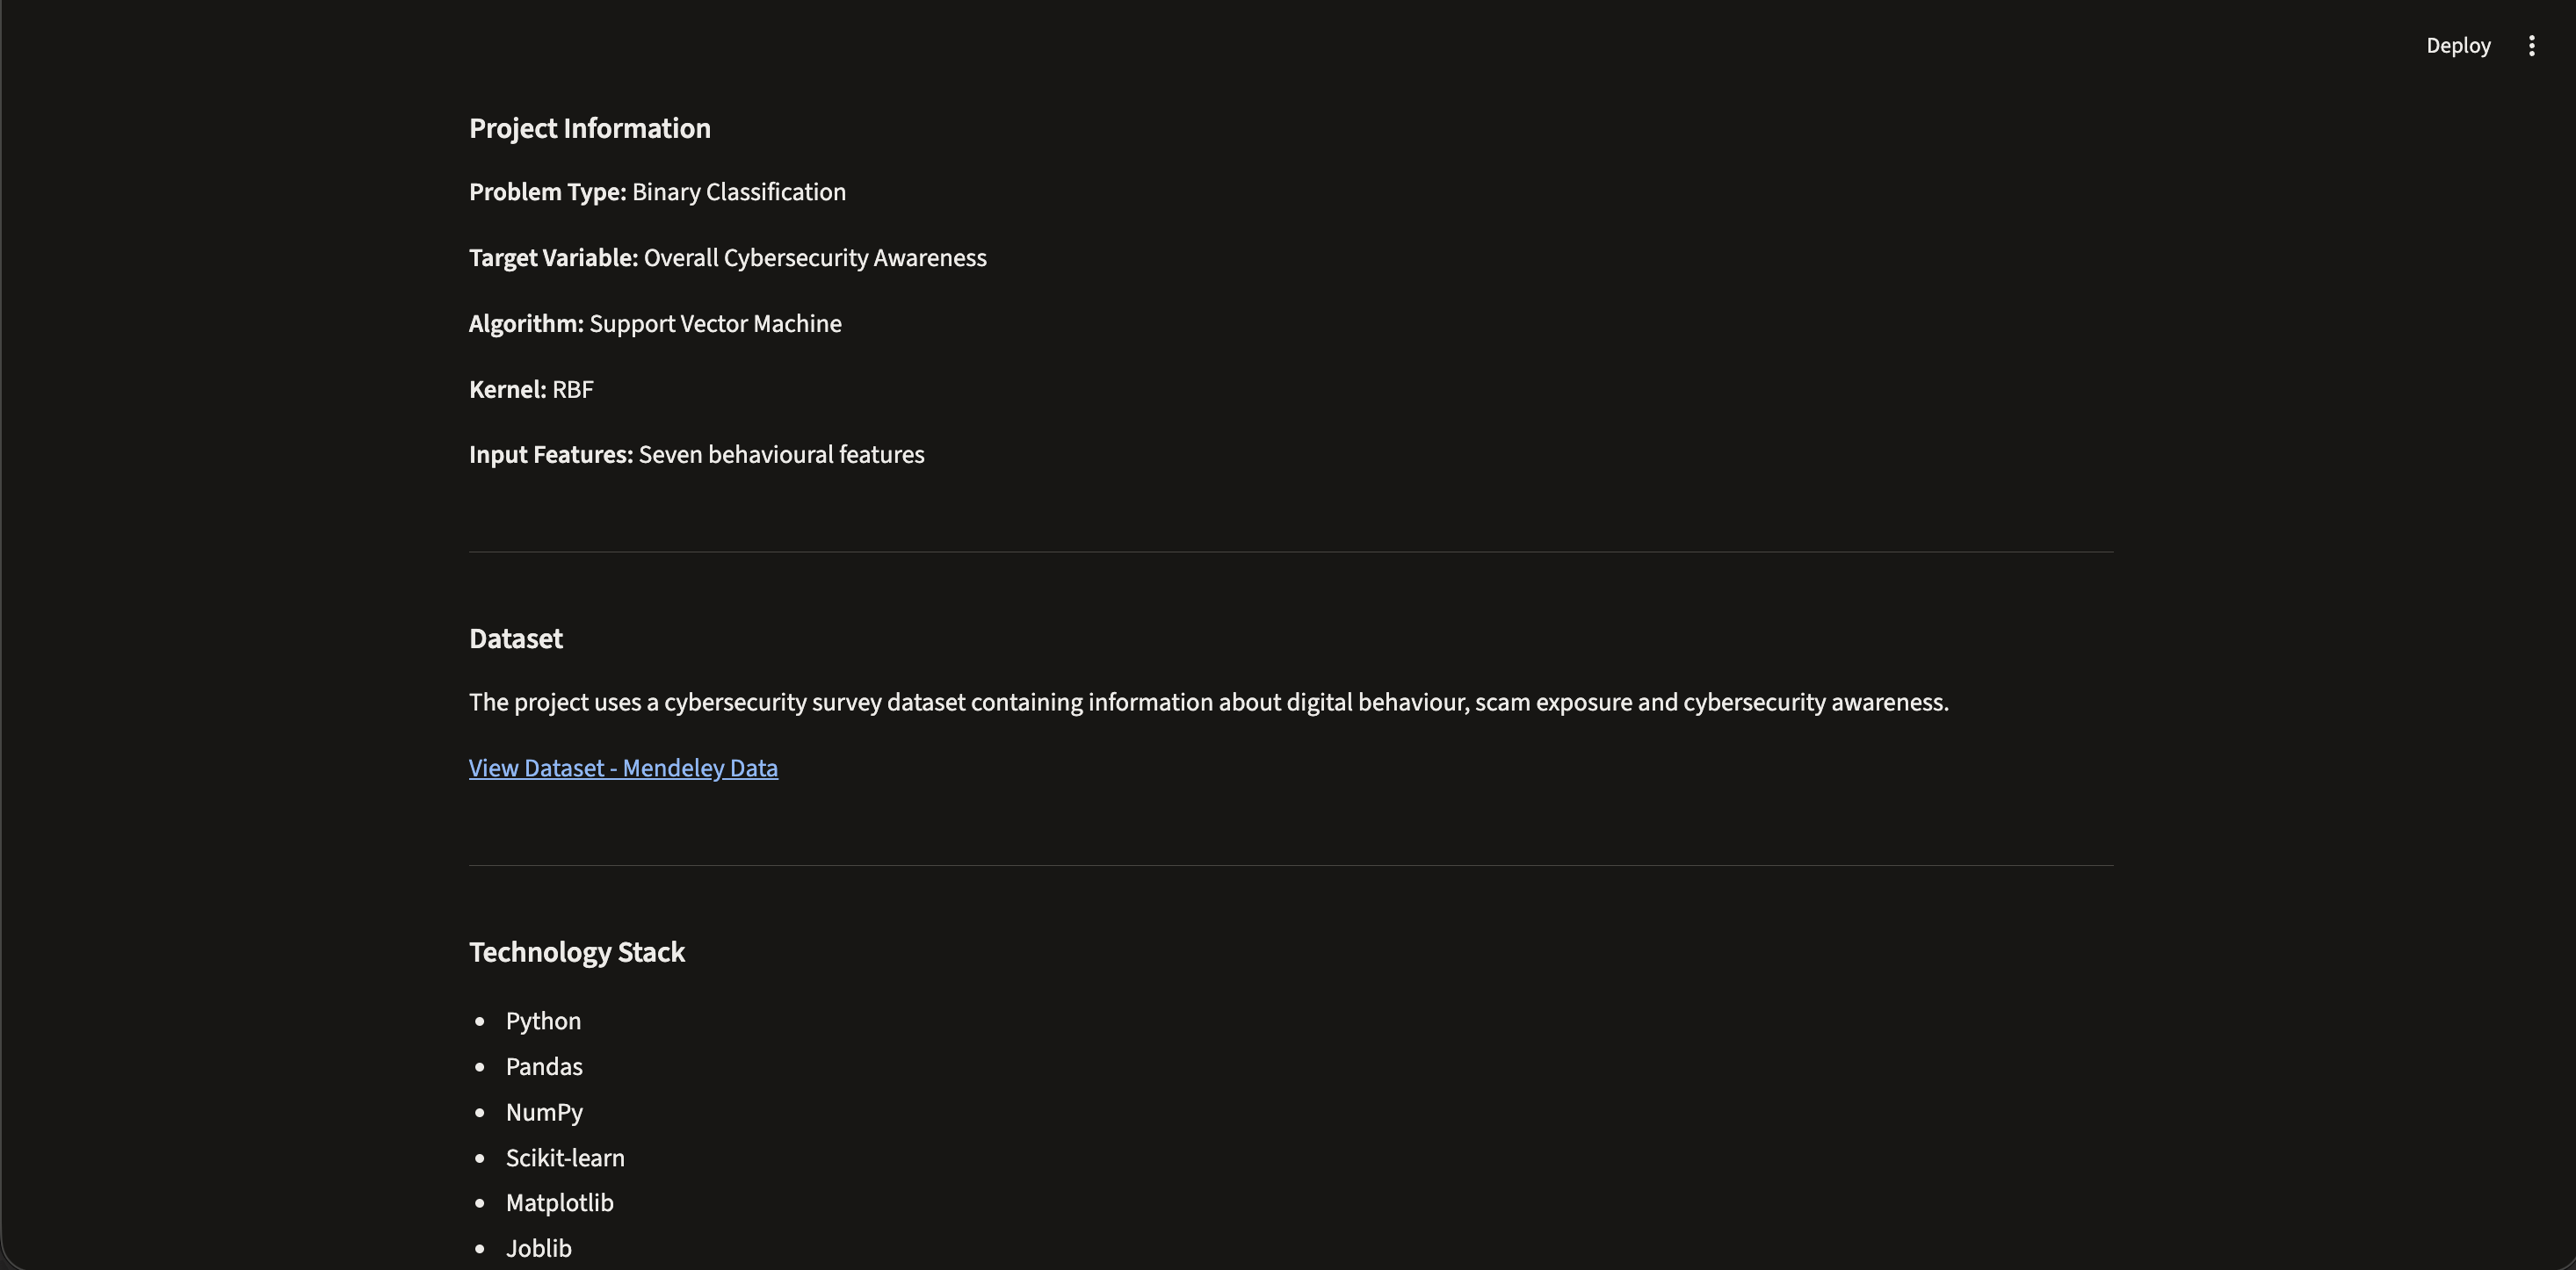 Deploy
Project Information
Problem Type: Binary Classification
Target Variable: Overall Cybersecurity Awareness
Algorithm: Support Vector Machine
Kernel: RBF
Input Features: Seven behavioural features
Dataset
The project uses a cybersecurity survey dataset containing information about digital behaviour, scam exposure and cybersecurity awareness.
View Dataset - Mendeley Data
Technology Stack
• Python
• Pandas
• NumPy
• Scikit-learn
• Matplotlib
• Joblib